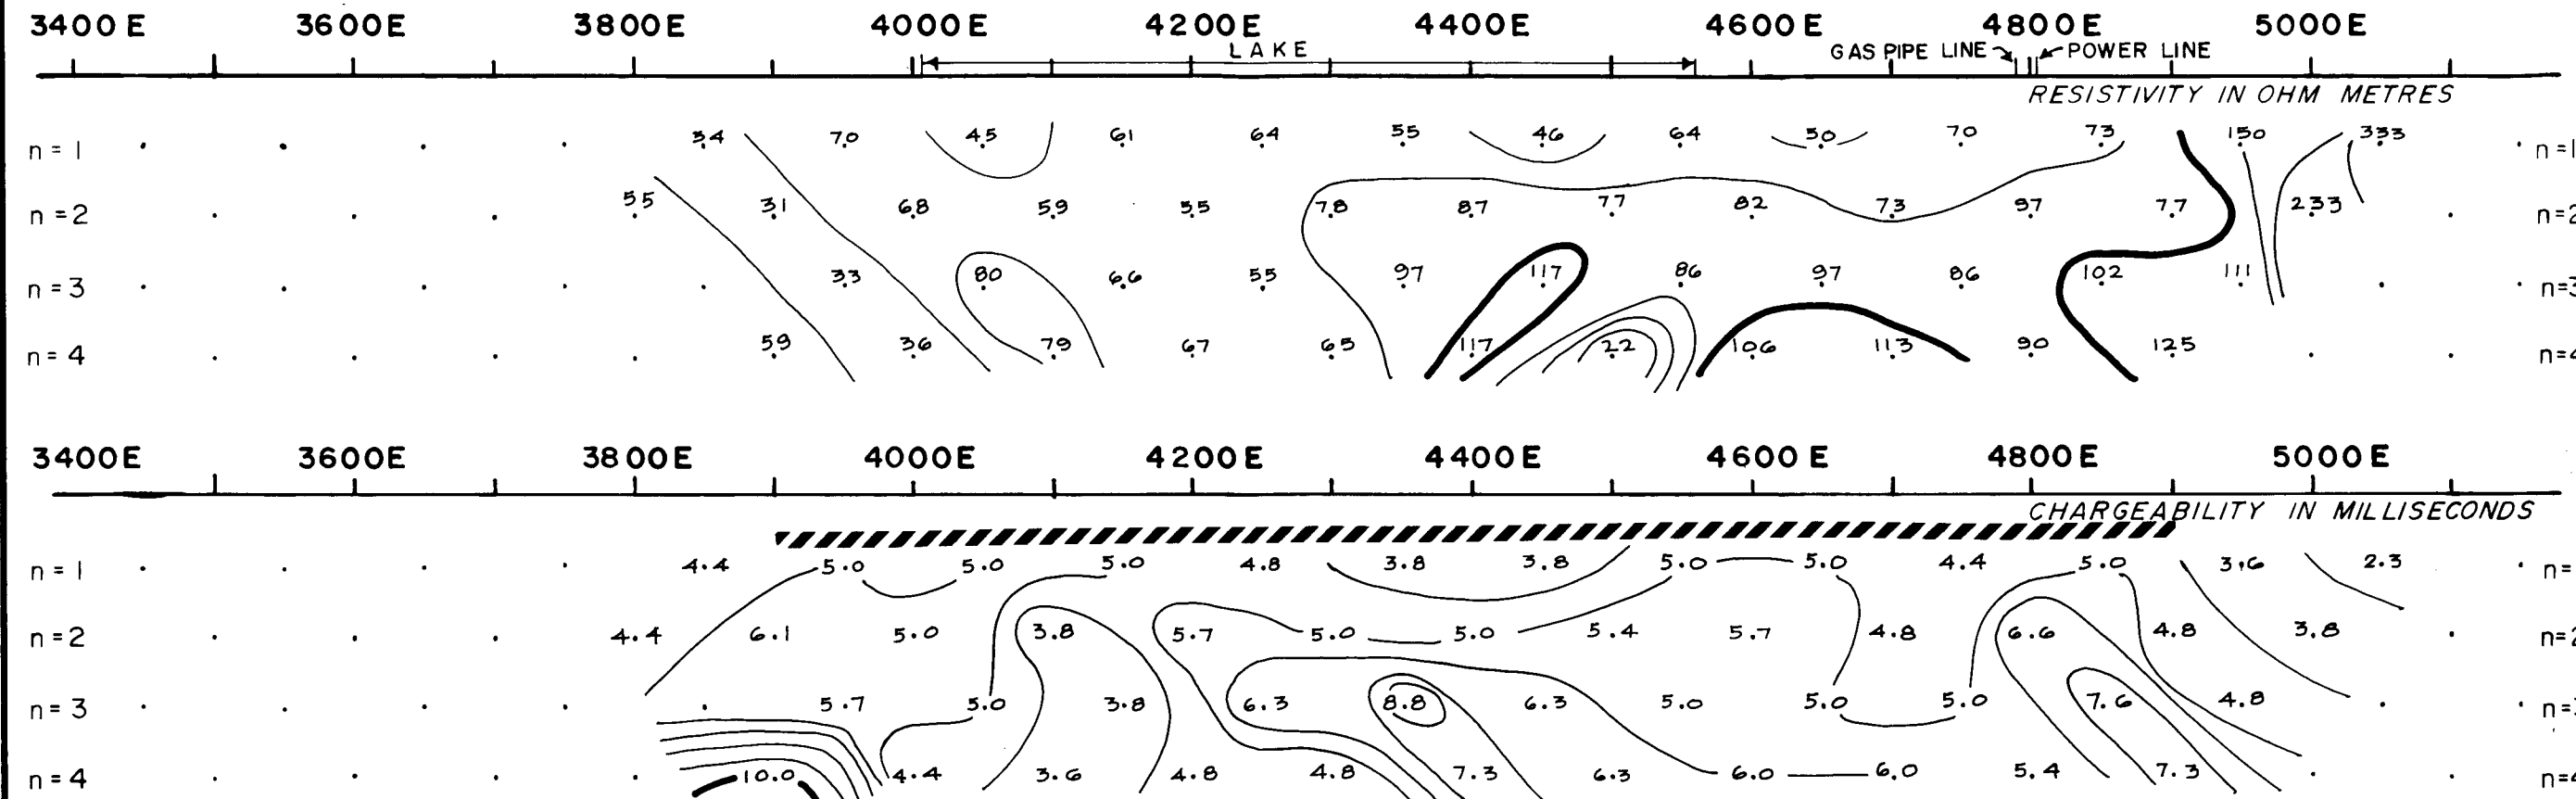 3400 E 3600E 3800E 4000E 4200E 4400E 4600E 4800E 5000E
LAKE GAS PIPE LINE POWER LINE
RESISTIVITY IN OHM METRES
n = 1 34 70 45 61 64 55 46 64 50 70 73 150 333 n=1
n = 2 55 31 68 59 55 78 87 77 82 73 97 77 233 n=2
n = 3 33 80 66 55 97 117 86 97 86 102 111 n=3
n = 4 59 36 79 67 65 117 22 106 113 90 125 n=4
3400E 3600E 3800E 4000E 4200E 4400E 4600E 4800E 5000E
CHARGEABILITY IN MILLISECONDS
n = 1 4.4 5.0 5.0 5.0 4.8 3.8 3.8 5.0 5.0 4.4 5.0 3.6 2.3 n=
n = 2 4.4 6.1 5.0 3.8 5.7 5.0 5.0 5.4 5.7 4.8 6.6 4.8 3.8 n=2
n = 3 5.7 5.0 3.8 6.3 8.8 6.3 5.0 5.0 5.0 7.6 4.8 n=3
n = 4 10.0 4.4 3.6 4.8 4.8 7.3 6.3 6.0 6.0 5.4 7.3 n=4